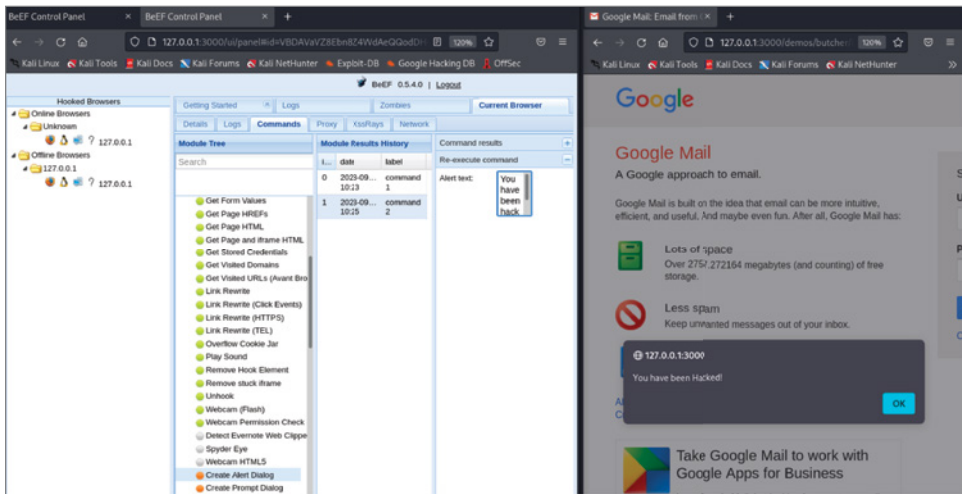 BeEF Control Panel × BeEF Control Panel × +
127.0.0.1:3000/ui/panel#id=VBDAVaVZ8Ebn8Z4WdAeQQodDH 120%
Kali Linux Kali Tools Kali Docs Kali Forums Kali NetHunter Exploit-DB Google Hacking DB OffSec
BeEF 0.5.4.0 | Logout
Hooked Browsers
Online Browsers
Unknown
? 127.0.0.1
Offline Browsers
127.0.0.1
? 127.0.0.1
Getting Started Logs Zombies Current Browser
Details Logs Commands Proxy XssRays Network
Module Tree
Search
Get Form Values
Get Page HREFs
Get Page HTML
Get Page and iframe HTML
Get Stored Credentials
Get Visited Domains
Get Visited URLs (Avant Bro
Link Rewrite
Link Rewrite (Click Events)
Link Rewrite (HTTPS)
Link Rewrite (TEL)
Overflow Cookie Jar
Play Sound
Remove Hook Element
Remove stuck iframe
Unhook
Webcam (Flash)
Webcam Permission Check
Detect Evernote Web Clippe
Spyder Eye
Webcam HTML5
Create Alert Dialog
Create Prompt Dialog
Module Results History
i... date label
0 2023-09... command
10:23 1
1 2023-09... command
10:25 2
Command results
Re-execute command
Alert text: You
have
been
hack
Google Mail: Email from G × +
127.0.0.1:3000/demos/butcher 120%
Kali Linux Kali Tools Kali Docs Kali Forums Kali NetHunter »
Google
Google Mail
A Google approach to email.
Google Mail is built on the idea that email can be more intuitive,
efficient, and useful. And maybe even fun. After all, Google Mail has:
Lots of space
Over 2757.272164 megabytes (and counting) of free
storage.
Less spam
Keep unwanted messages out of your inbox.
127.0.0.1:3000
You have been Hacked!
OK
Take Google Mail to work with
Google Apps for Business